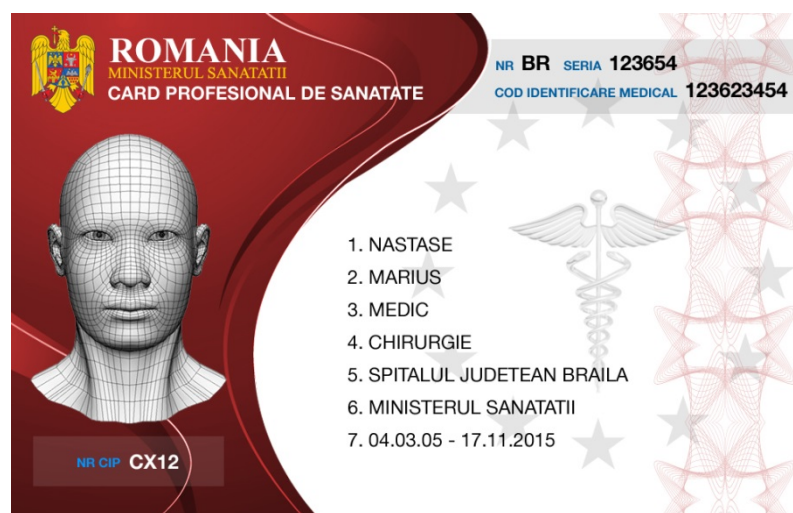 ROMANIA
MINISTERUL SANATATII
CARD PROFESIONAL DE SANATATE
NR BR SERIA 123654
COD IDENTIFICARE MEDICAL 123623454
1. NASTASE
2. MARIUS
3. MEDIC
4. CHIRURGIE
5. SPITALUL JUDETEAN BRAILA
6. MINISTERUL SANATATII
7. 04.03.05 - 17.11.2015
NR CIP CX12